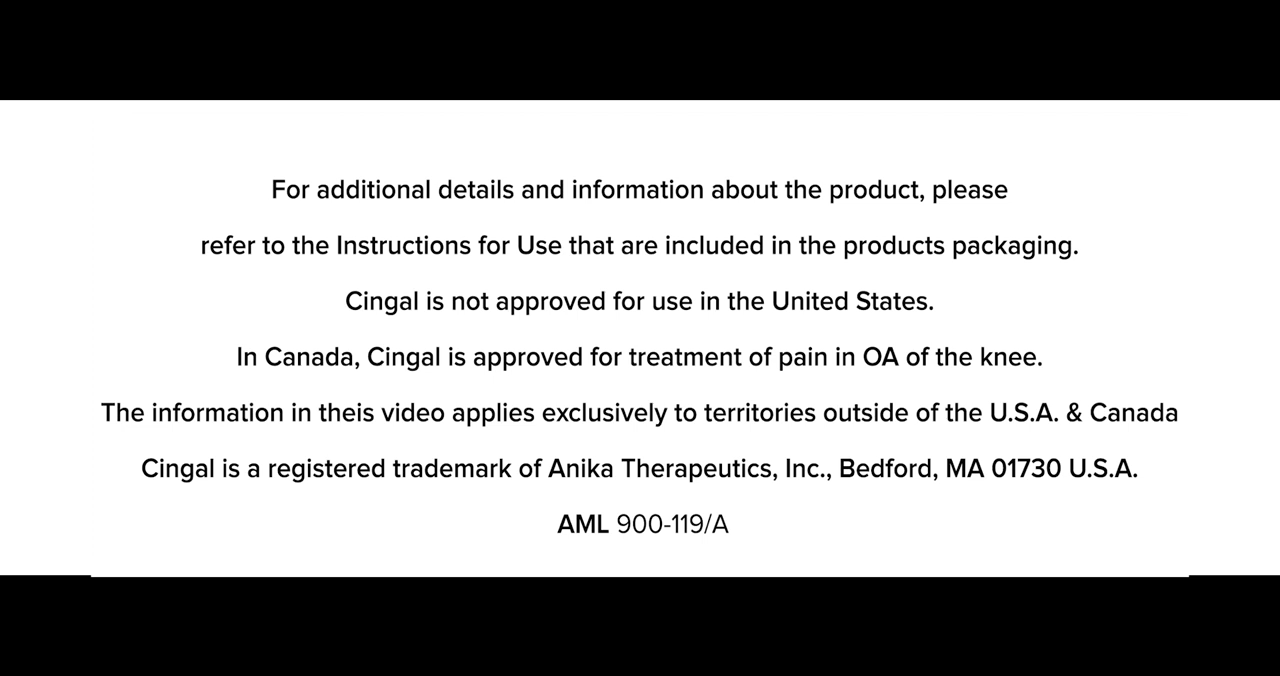 For additional details and information about the product, please
refer to the Instructions for Use that are included in the products packaging.
Cingal is not approved for use in the United States.
In Canada, Cingal is approved for treatment of pain in OA of the knee.
The information in theis video applies exclusively to territories outside of the U.S.A. & Canada
Cingal is a registered trademark of Anika Therapeutics, Inc., Bedford, MA 01730 U.S.A.
AML 900-119/A